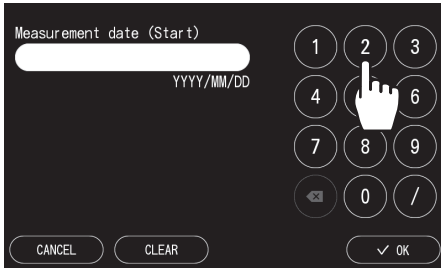 Measurement date (Start)
YYYY/MM/DD
1 2 3
4 6
7 8 9
0 /
CANCEL CLEAR ✓ OK